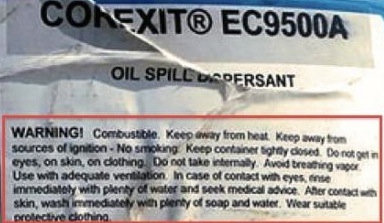 COREXIT® EC9500A
OIL SPILL DISPERSANT
WARNING! Combustible. Keep away from heat. Keep away from
sources of ignition - No smoking. Keep container tightly closed. Do not get in
eyes, on skin, on clothing. Do not take internally. Avoid breathing vapor.
Use with adequate ventilation. In case of contact with eyes, rinse
immediately with plenty of water and seek medical advice. After contact with
skin, wash immediately with plenty of soap and water. Wear suitable
protective clothing.